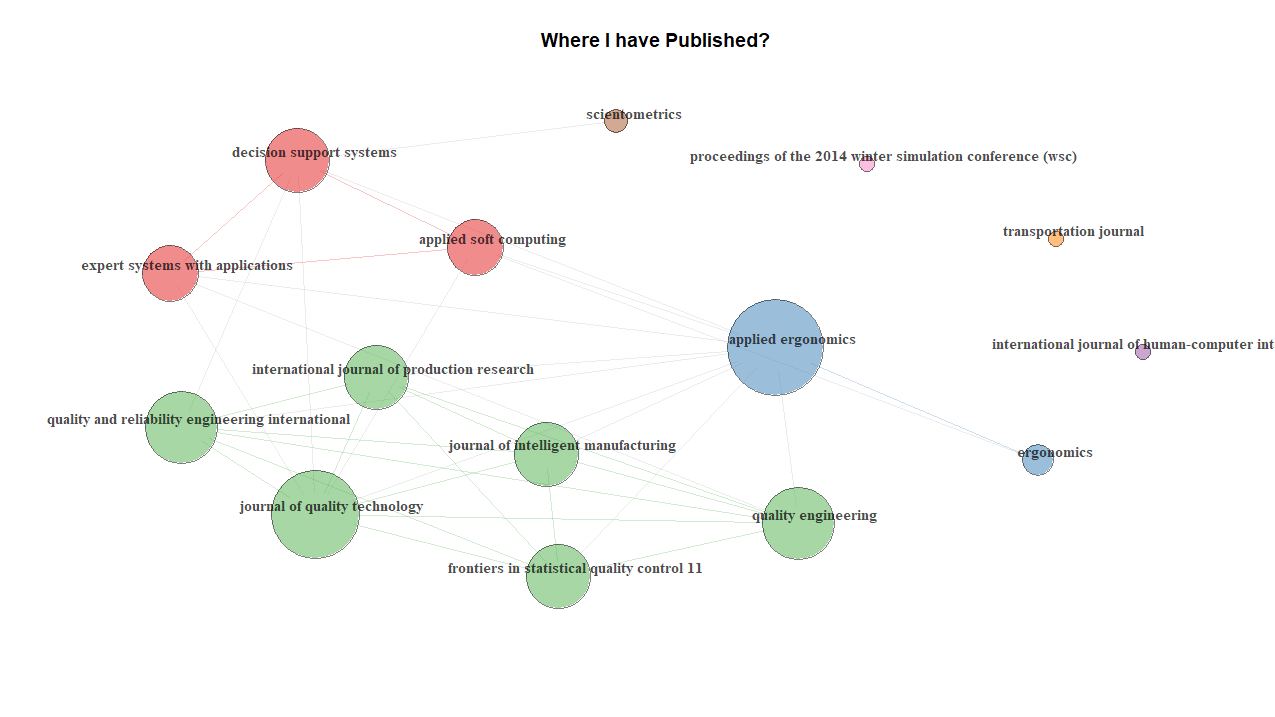 Where I have Published?
scientometrics
decision support systems
proceedings of the 2014 winter simulation conference (wsc)
transportation journal
applied soft computing
expert systems with applications
applied ergonomics
international journal of human-computer int
international journal of production research
quality and reliability engineering international
journal of intelligent manufacturing
ergonomics
journal of quality technology
quality engineering
frontiers in statistical quality control 11